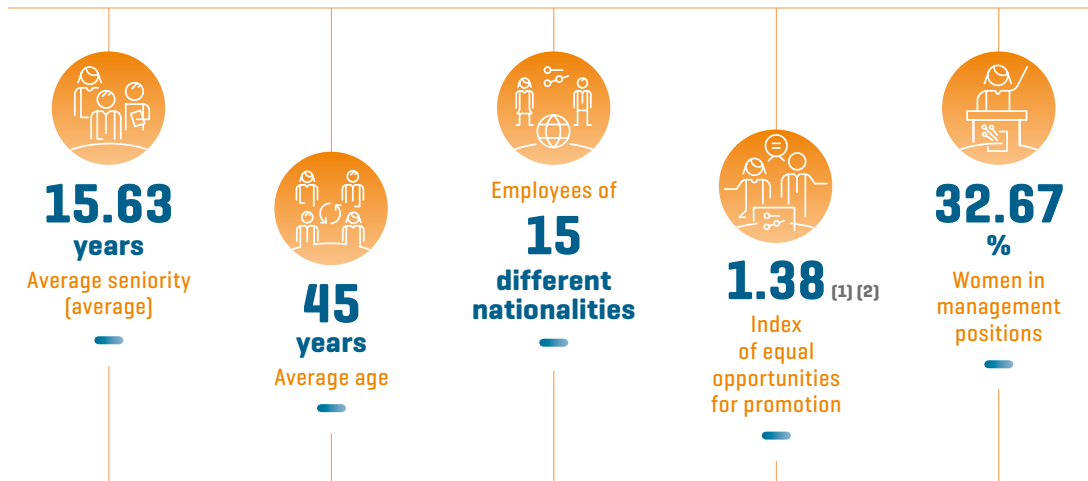 15.63
years
Average seniority
(average)
45
years
Average age
Employees of
15
different
nationalities
1.38 (1) (2)
Index
of equal
opportunities
for promotion
32.67
%
Women in
management
positions